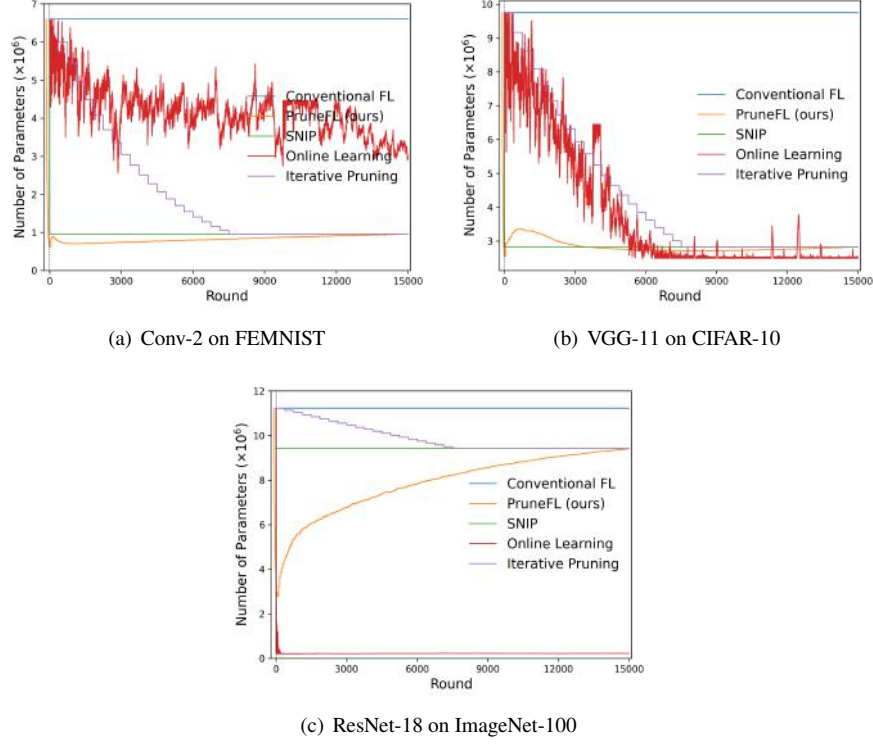 7
6
5
4
3
2
1
0
Number of Parameters (×10⁶)
Conventional FL
PruneFL (ours)
SNIP
Online Learning
Iterative Pruning
0 3000 6000 9000 12000 15000
Round
(a) Conv-2 on FEMNIST
10
9
8
7
6
5
4
3
Number of Parameters (×10⁶)
Conventional FL
PruneFL (ours)
SNIP
Online Learning
Iterative Pruning
0 3000 6000 9000 12000 15000
Round
(b) VGG-11 on CIFAR-10
12
10
8
6
4
2
0
Number of Parameters (×10⁶)
Conventional FL
PruneFL (ours)
SNIP
Online Learning
Iterative Pruning
0 3000 6000 9000 12000 15000
Round
(c) ResNet-18 on ImageNet-100